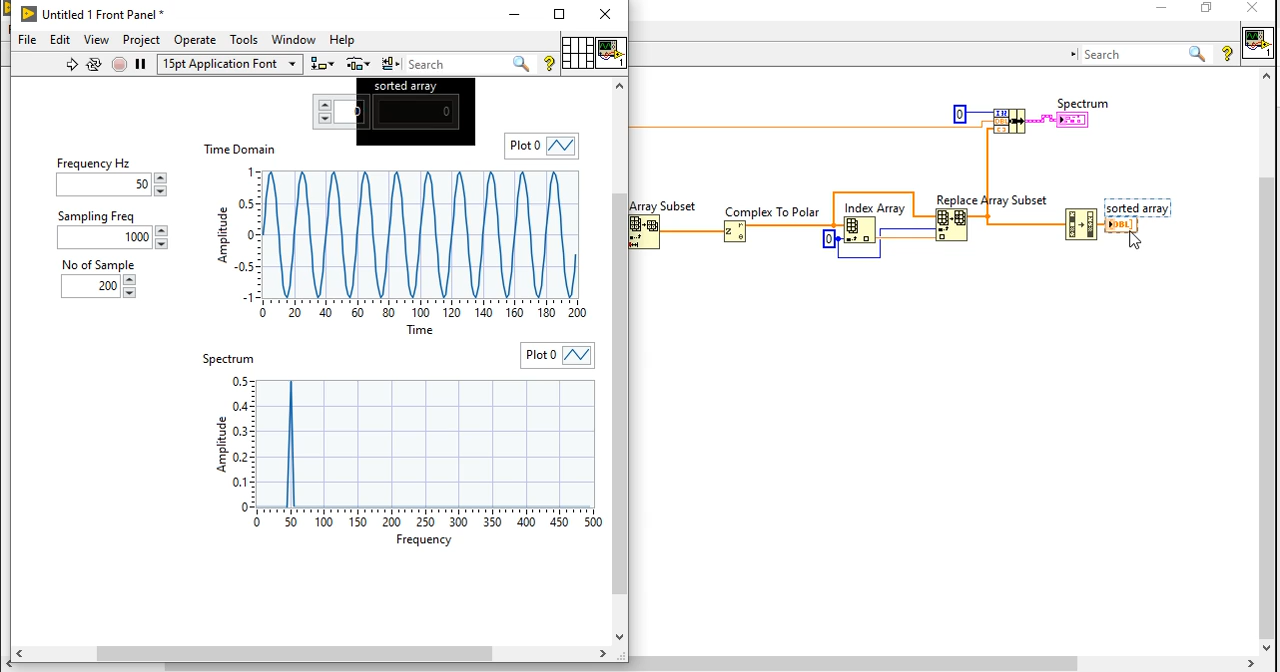 Untitled 1 Front Panel *
File Edit View Project Operate Tools Window Help
15pt Application Font
Search
?
1
sorted array
0
0
Time Domain
Plot 0
Frequency Hz
50
Sampling Freq
1000
No of Sample
200
Amplitude
1
0.5
0
-0.5
-1
0 20 40 60 80 100 120 140 160 180 200
Time
Spectrum
Plot 0
Amplitude
0.5
0.4
0.3
0.2
0.1
0
0 50 100 150 200 250 300 350 400 450 500
Frequency
Search
?
1
Spectrum
0
Array Subset
Complex To Polar
Index Array
Replace Array Subset
sorted array
0
DBL